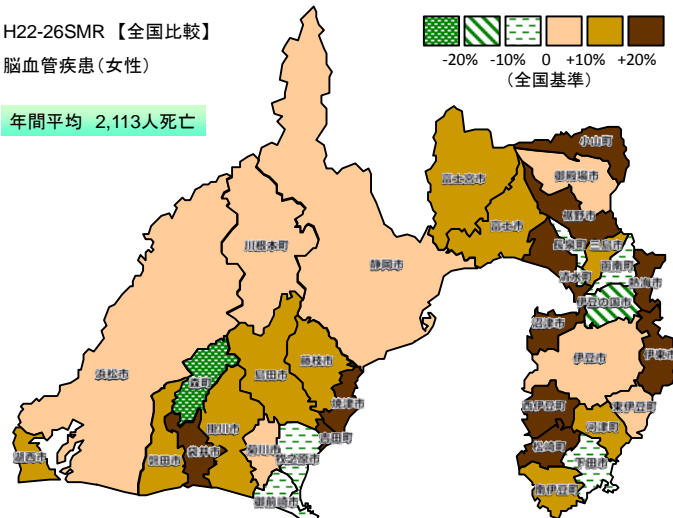 H22-26SMR【全国比較】
脳血管疾患(女性)
年間平均 2,113人死亡
-20% -10% 0 +10% +20%
(全国基準)
小山町
御殿場市
富士宮市
裾野市
富士市
長泉町
三島市
川根本町
静岡市
函南町
清水町
熱海市
伊豆の国市
沼津市
伊豆市
伊東市
藤枝市
島田市
浜松市
森町
焼津市
西伊豆町
東伊豆町
吉田町
河津町
掛川市
松崎町
菊川市
牧之原市
袋井市
磐田市
湖西市
下田市
南伊豆町
御前崎市